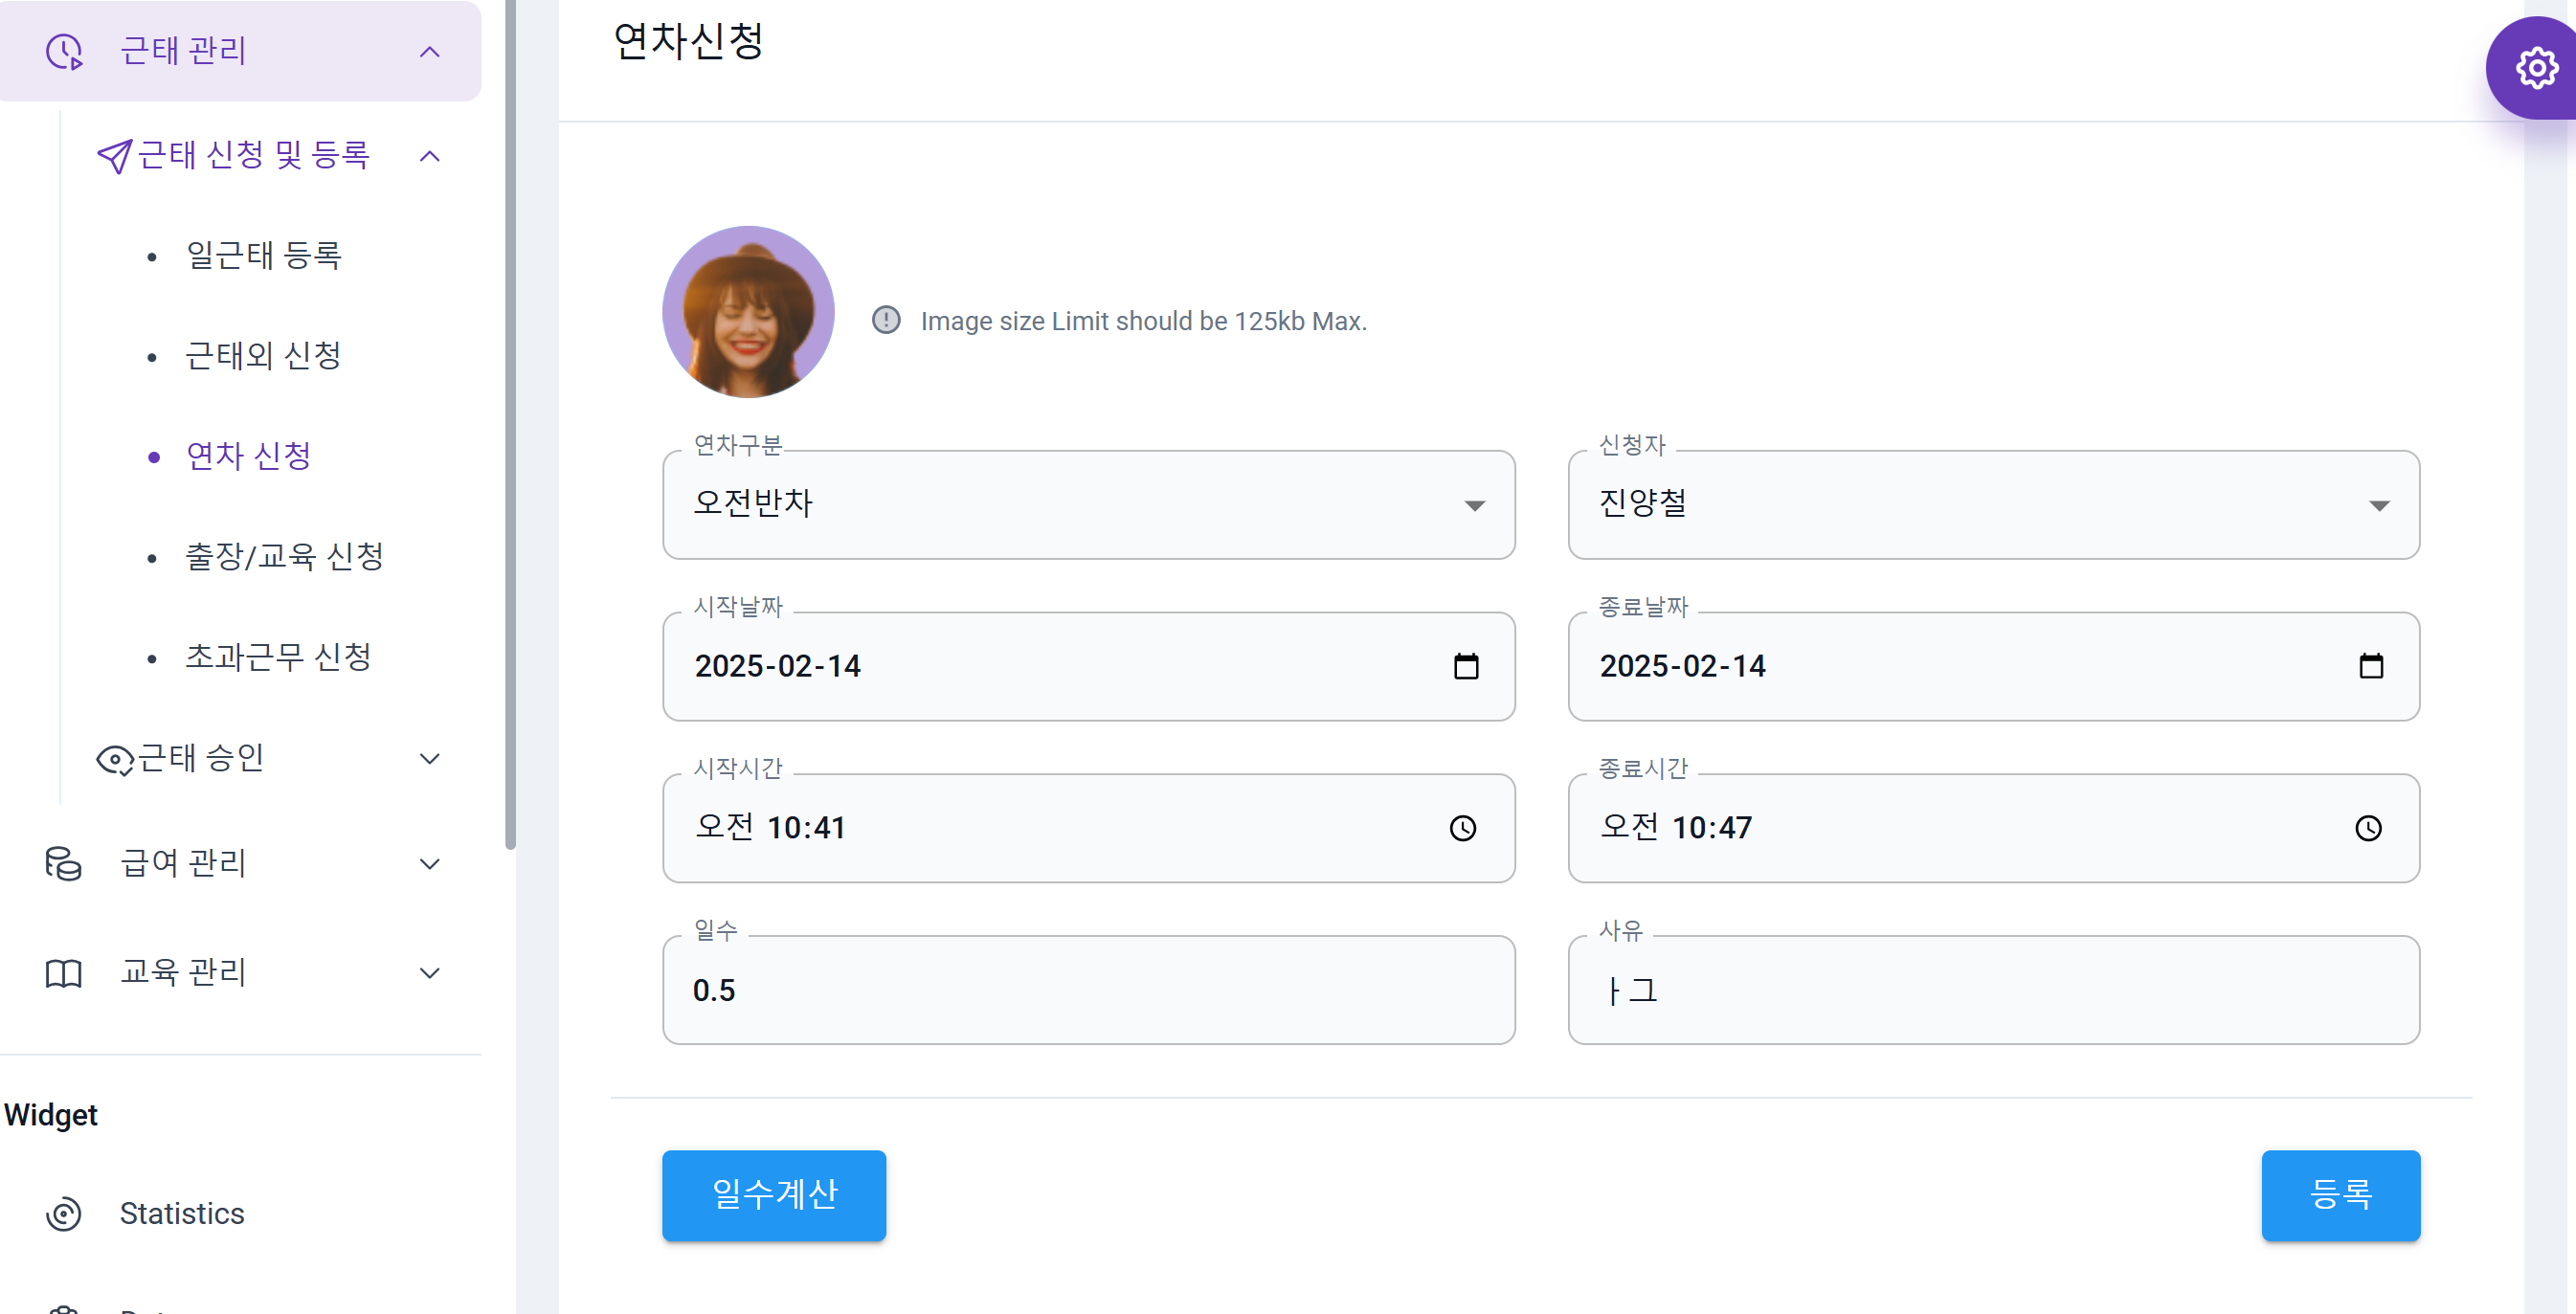 근태 관리
근태 신청 및 등록
일근태 등록
근태외 신청
연차 신청
출장/교육 신청
초과근무 신청
근태 승인
급여 관리
교육 관리
Widget
Statistics
연차신청
Image size Limit should be 125kb Max.
연차구분
오전반차
신청자
진양철
시작날짜
2025-02-14
종료날짜
2025-02-14
시작시간
오전 10:41
종료시간
오전 10:47
일수
0.5
사유
ㅏ그
일수계산
등록